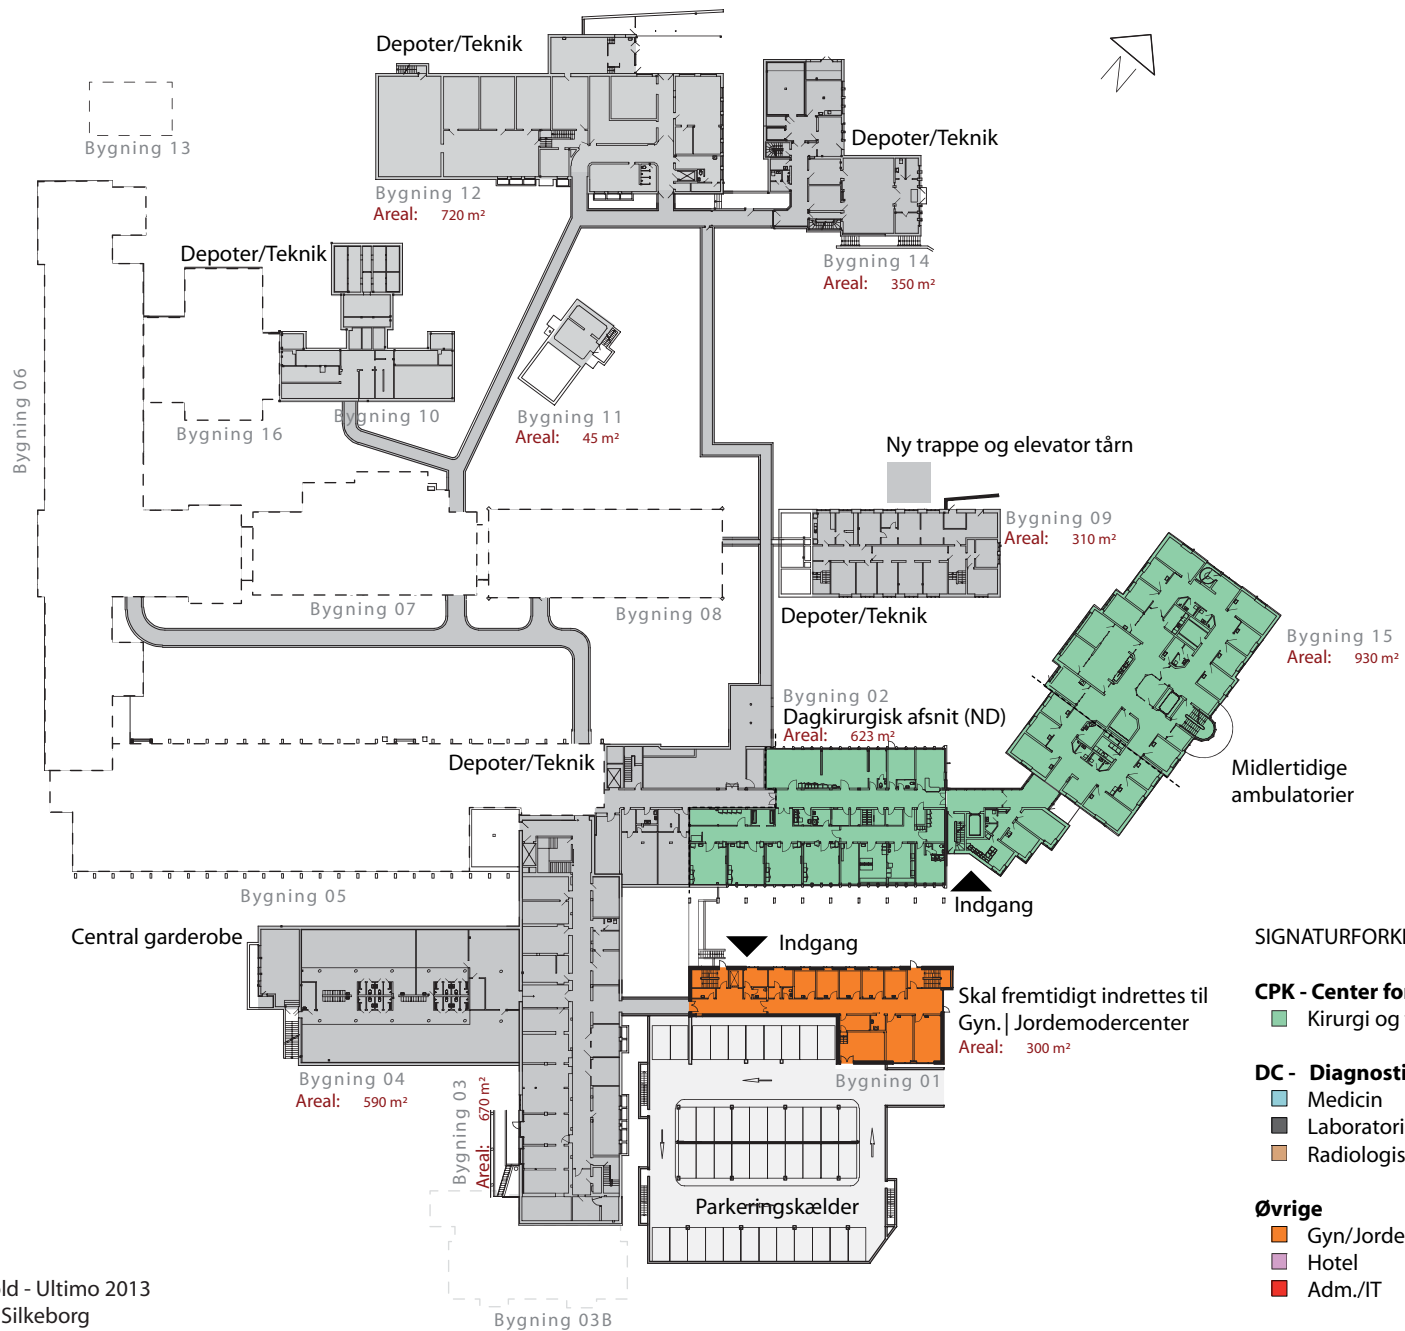 Depoter/Teknik
Bygning 13
Bygning 12
Areal: 720 m²
Depoter/Teknik
Bygning 14
Areal: 350 m²
Depoter/Teknik
Bygning 06
Bygning 16
Bygning 10
Bygning 11
Areal: 45 m²
Ny trappe og elevator tårn
Bygning 09
Areal: 310 m²
Depoter/Teknik
Bygning 07
Bygning 08
Bygning 15
Areal: 930 m²
Bygning 02
Dagkirurgisk afsnit (ND)
Areal: 623 m²
Depoter/Teknik
Midlertidige
ambulatorier
Bygning 05
Indgang
Central garderobe
Indgang
Skal fremtidigt indrettes til
Gyn.| Jordemodercenter
Areal: 300 m²
Bygning 01
Bygning 04
Areal: 590 m²
Bygning 03
Areal: 670 m²
Parkeringskælder
Bygning 03B
SIGNATURFORK
CPK - Center fo
Kirurgi og
DC - Diagnosti
Medicin
Laboratori
Radiologis
Øvrige
Gyn/Jorde
Hotel
Adm./IT
ld - Ultimo 2013
Silkeborg